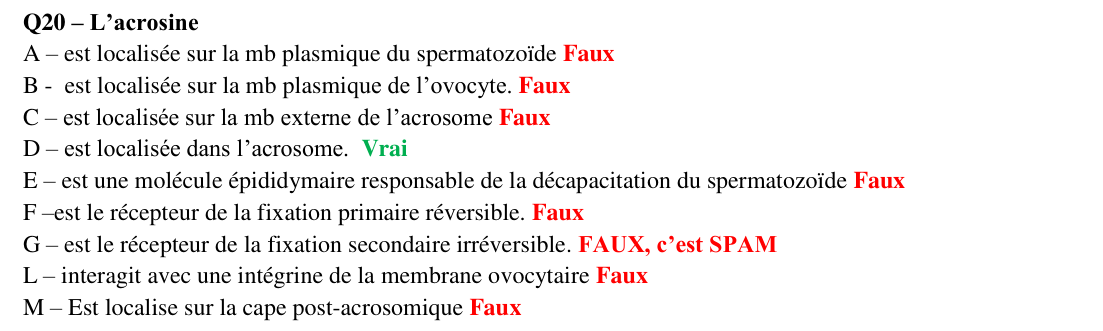 Q20 – L’acrosine
A – est localisée sur la mb plasmique du spermatozoïde Faux
B -  est localisée sur la mb plasmique de l’ovocyte. Faux
C – est localisée sur la mb externe de l’acrosome Faux
D – est localisée dans l’acrosome.  Vrai
E – est une molécule épididymaire responsable de la décapacitation du spermatozoïde Faux
F –est le récepteur de la fixation primaire réversible. Faux
G – est le récepteur de la fixation secondaire irréversible. FAUX, c’est SPAM
L – interagit avec une intégrine de la membrane ovocytaire Faux
M – Est localise sur la cape post-acrosomique Faux